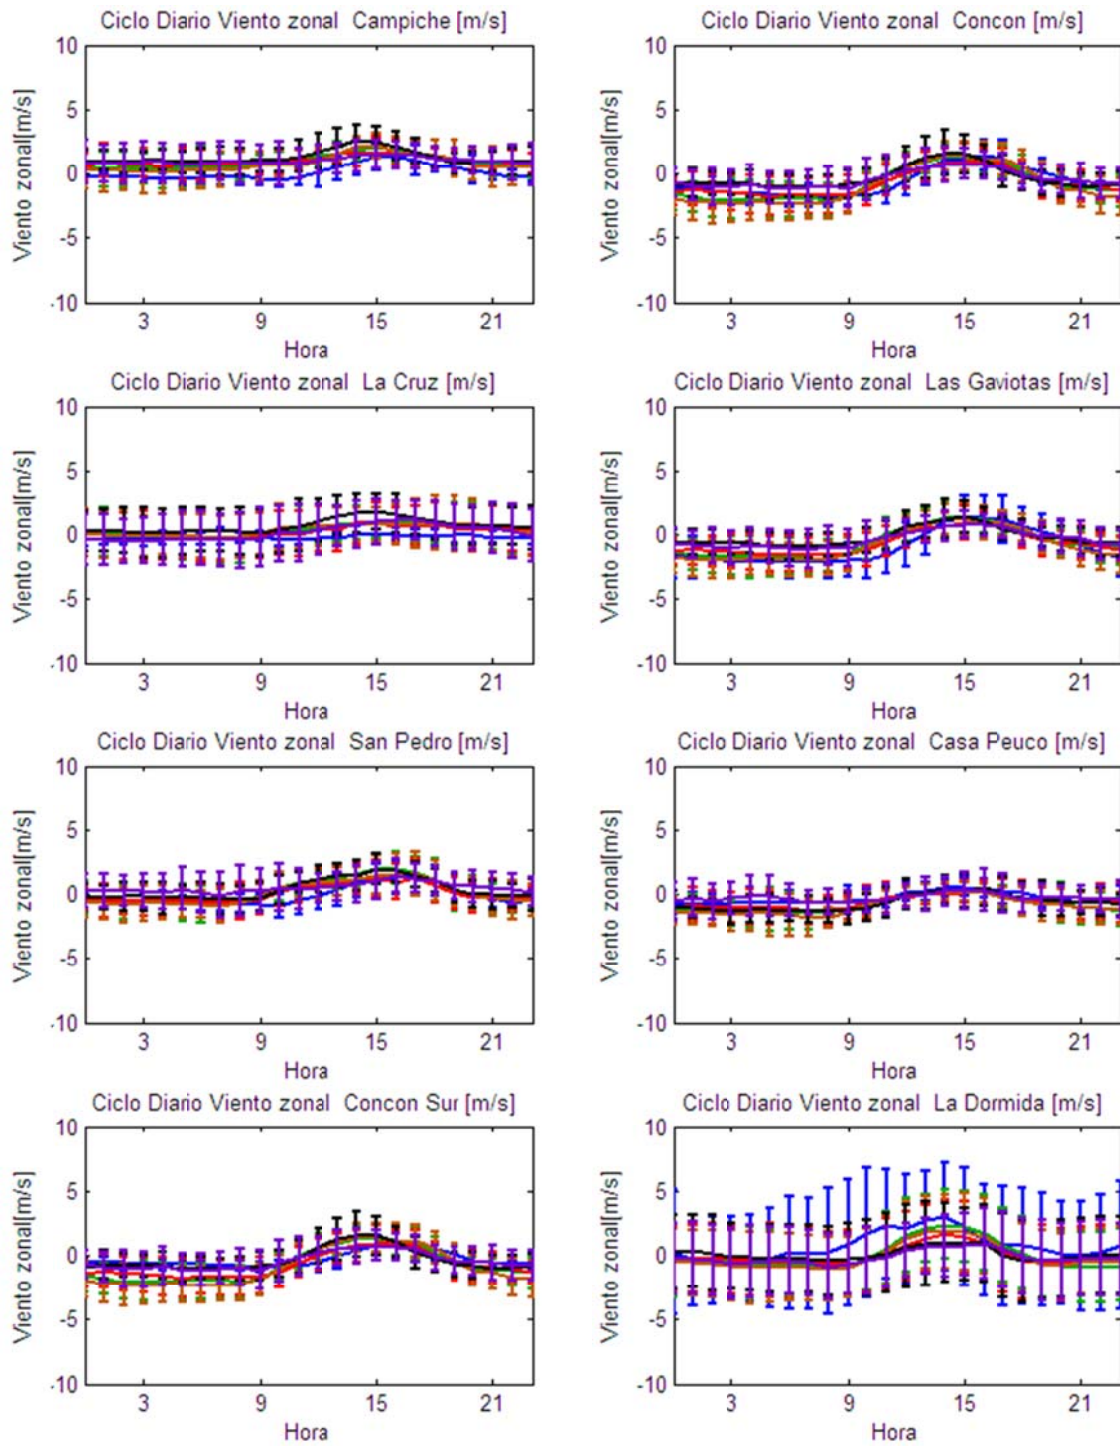 Ciclo Diario Viento zonal Campiche [m/s]
Viento zonal[m/s]
10
5
0
-5
-10
3 9 15 21
Hora
Ciclo Diario Viento zonal Concon [m/s]
Viento zonal[m/s]
10
5
0
-5
-10
3 9 15 21
Hora
Ciclo Diario Viento zonal La Cruz [m/s]
Viento zonal[m/s]
10
5
0
-5
-10
3 9 15 21
Hora
Ciclo Diario Viento zonal Las Gaviotas [m/s]
Viento zonal[m/s]
10
5
0
-5
-10
3 9 15 21
Hora
Ciclo Diario Viento zonal San Pedro [m/s]
Viento zonal[m/s]
10
5
0
-5
-10
3 9 15 21
Hora
Ciclo Diario Viento zonal Casa Peuco [m/s]
Viento zonal[m/s]
10
5
0
-5
-10
3 9 15 21
Hora
Ciclo Diario Viento zonal Concon Sur [m/s]
Viento zonal[m/s]
10
5
0
-5
-10
3 9 15 21
Hora
Ciclo Diario Viento zonal La Dormida [m/s]
Viento zonal[m/s]
10
5
0
-5
-10
3 9 15 21
Hora